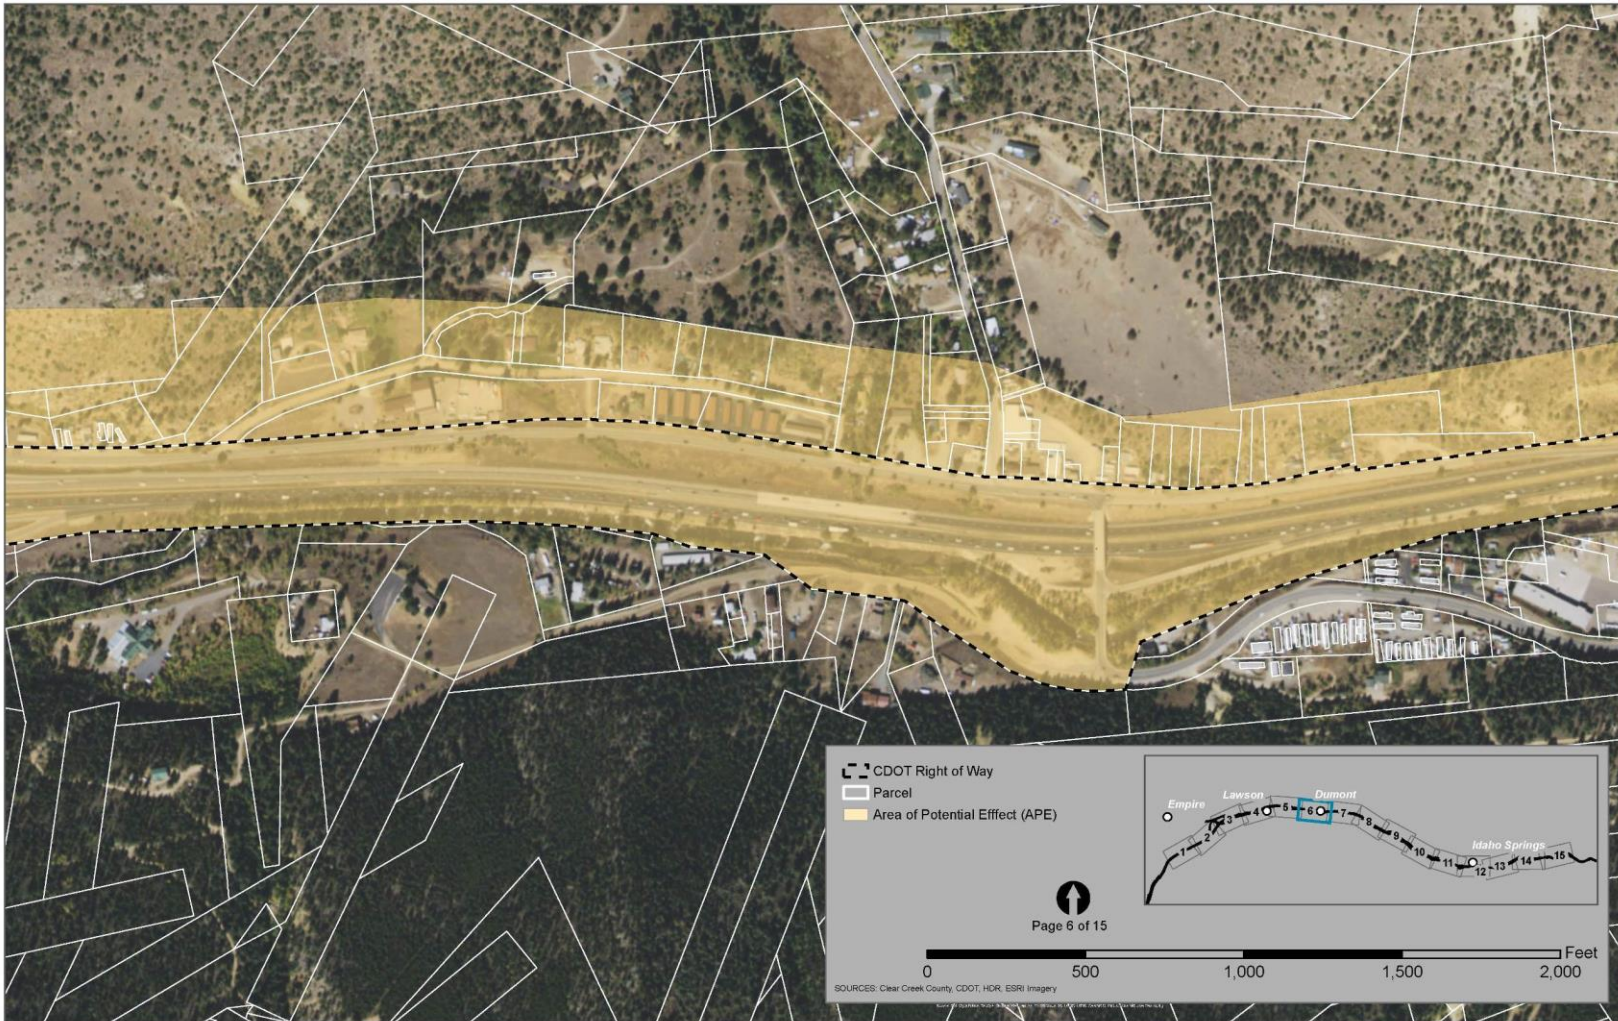 CDOT Right of Way
Parcel
Area of Potential Efffect (APE)
Empire
Lawson
Dumont
Idaho Springs
1
2
3
4
5
6
7
8
9
10
11
12
13
14
15
Page 6 of 15
Feet
0 500 1,000 1,500 2,000
SOURCES: Clear Creek County, CDOT, HDR, ESRI Imagery